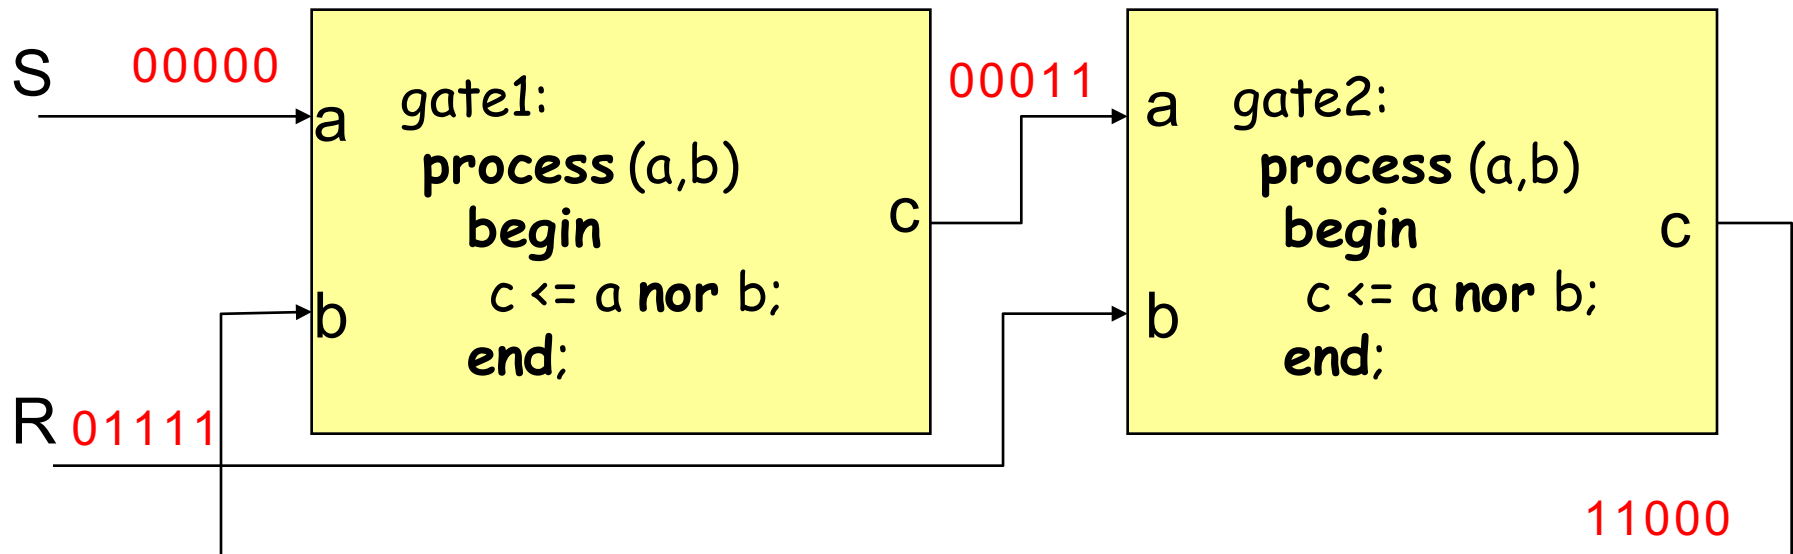 S
00000
a
gate1:
process (a,b)
begin
c <= a nor b;
end;
b
c
R
01111
00011
a
gate2:
process (a,b)
begin
c <= a nor b;
end;
b
c
11000